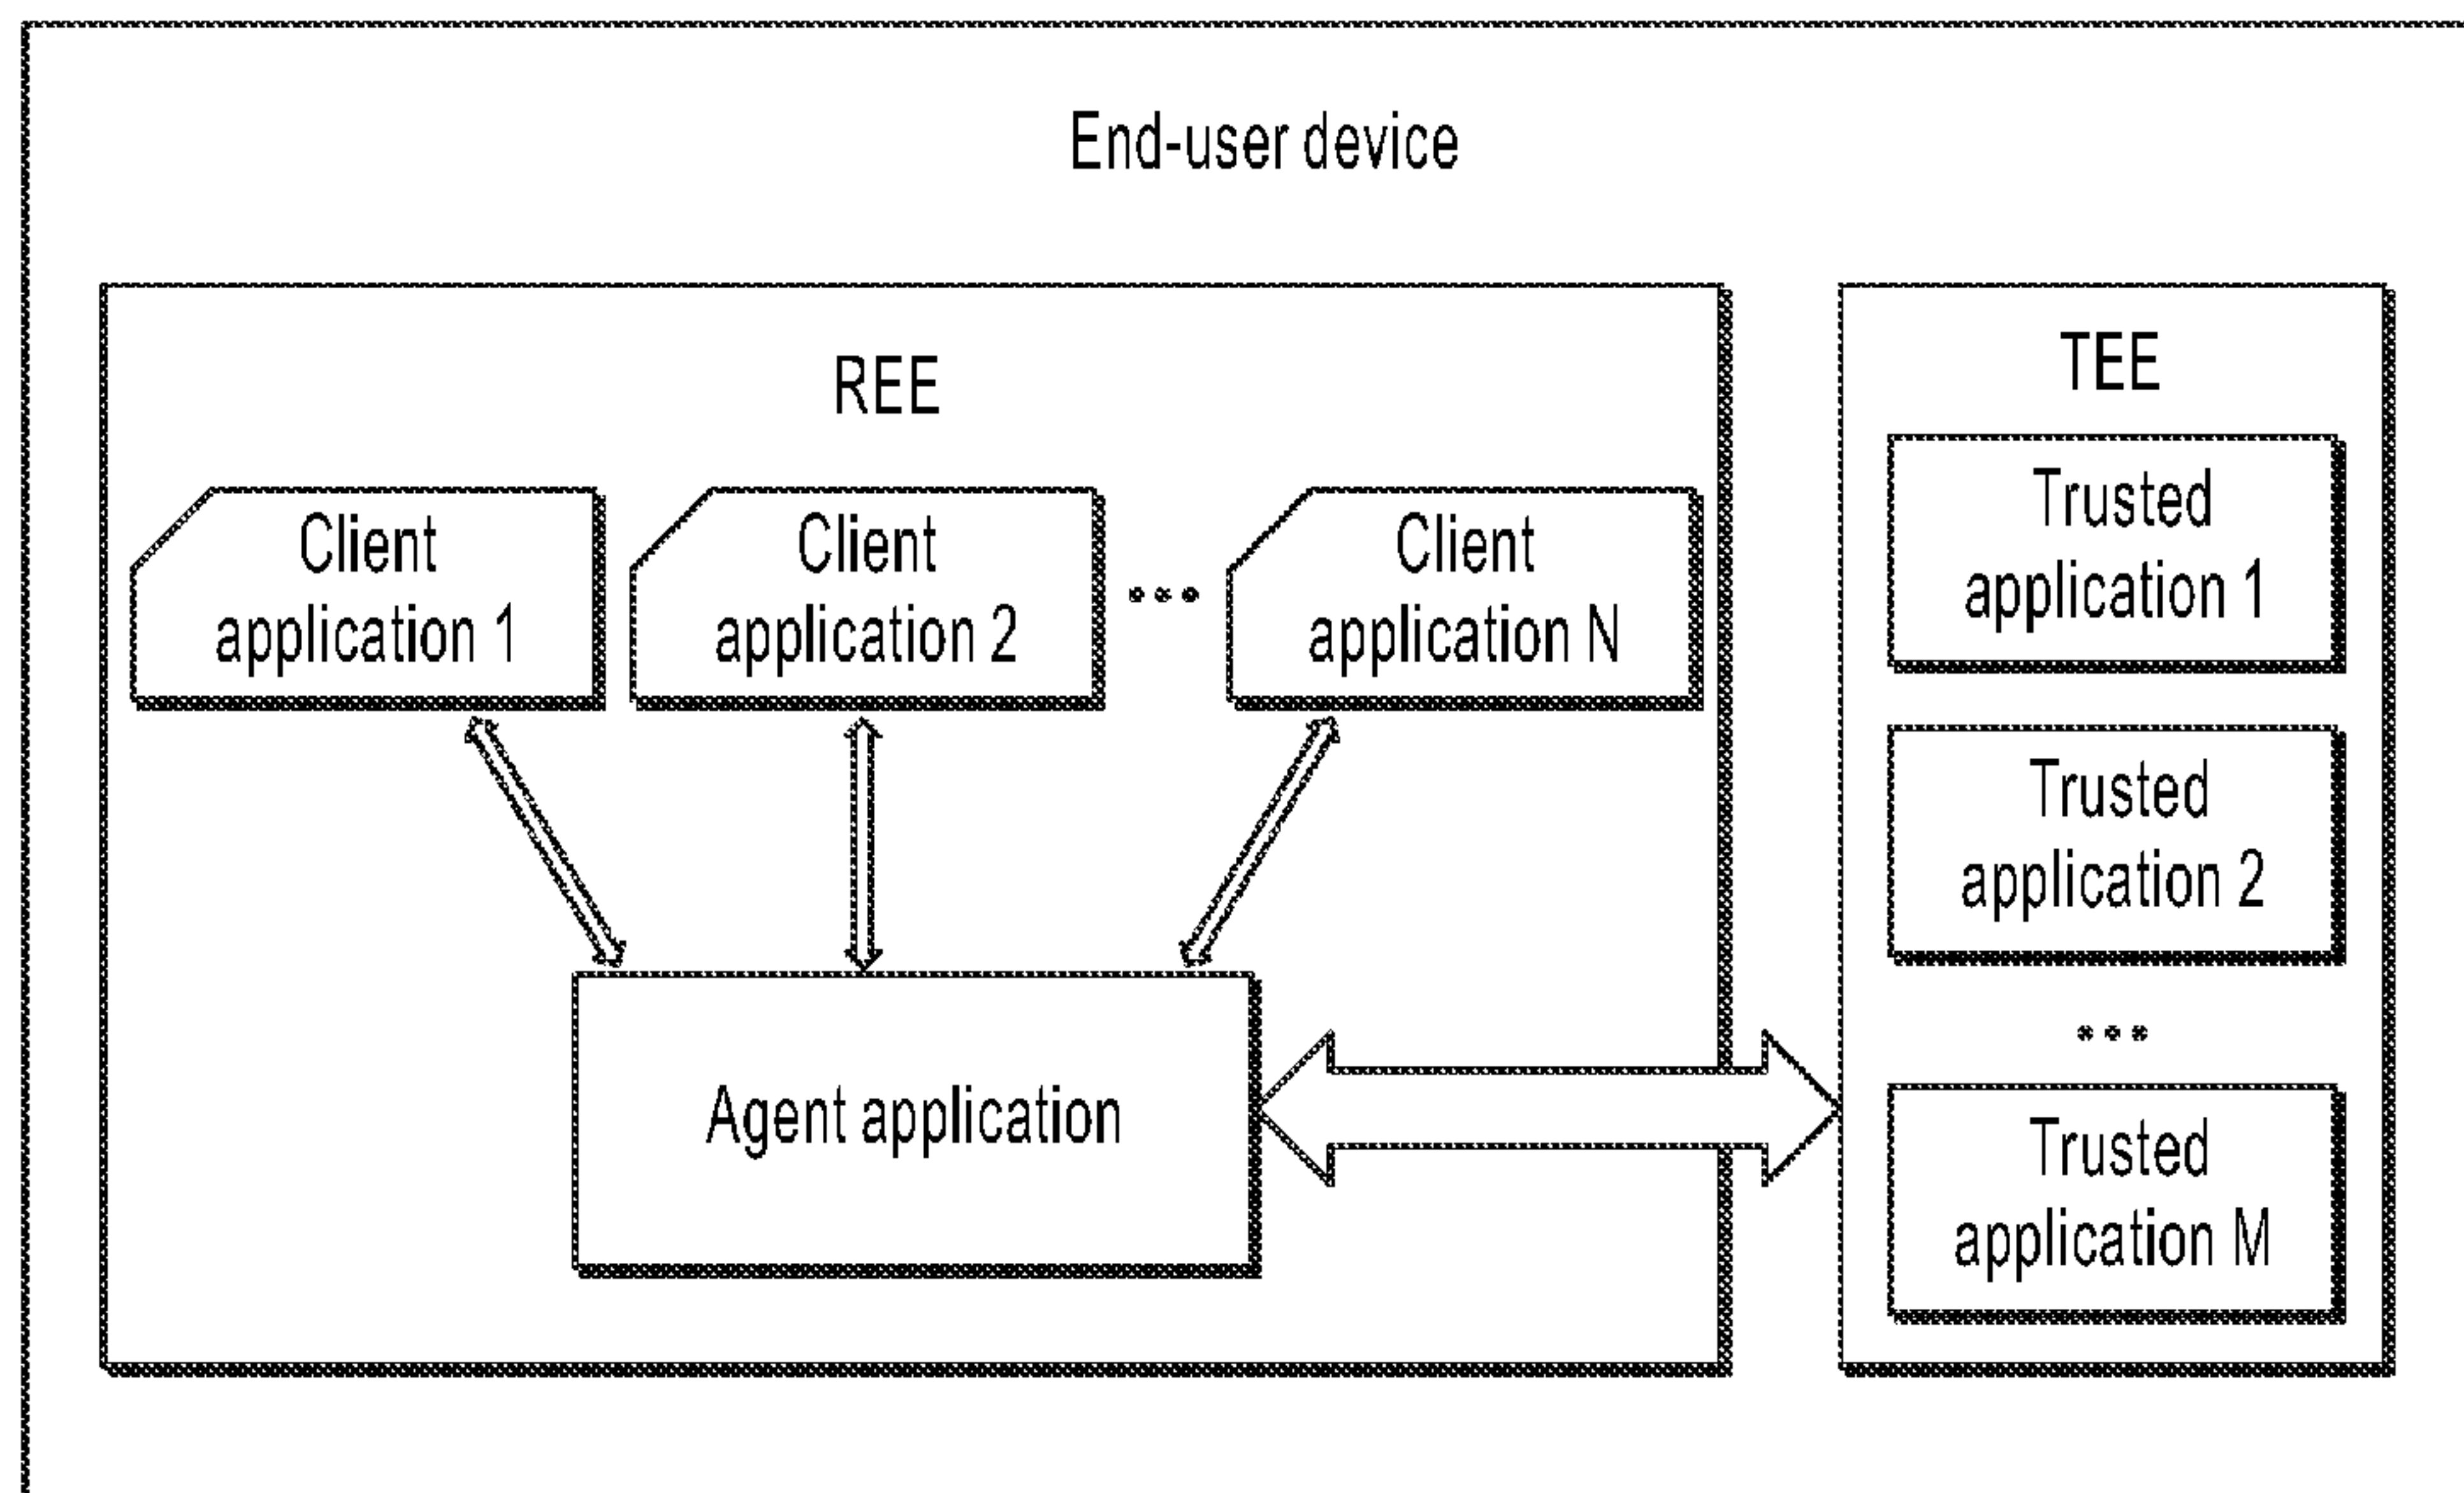 End-user device
REE
Client
application 1
Client
application 2
...
Client
application N
Agent application
TEE
Trusted
application 1
Trusted
application 2
...
Trusted
application M